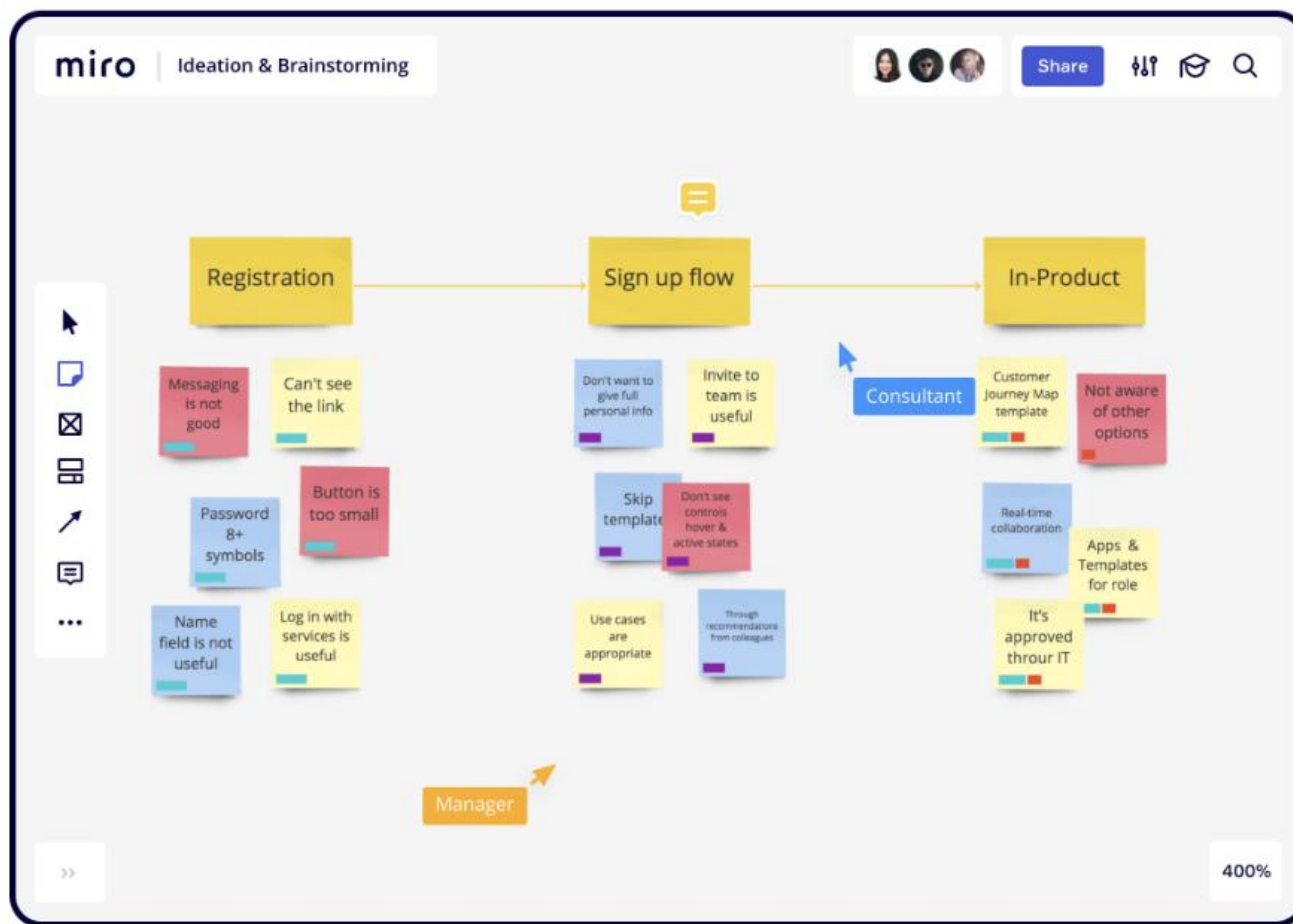 miro
Ideation & Brainstorming
Share
Registration
Sign up flow
In-Product
Messaging
is not
good
Can't see
the link
Button is
too small
Password
8+
symbols
Name
field is not
useful
Log in with
services is
useful
Don't want to
give full
personal info
Invite to
team is
useful
Skip
template
Don't see
controls
hover &
active states
Use cases
are
appropriate
Through
recommendations
from colleagues
Consultant
Customer
Journey Map
template
Not aware
of other
options
Real-time
collaboration
Apps &
Templates
for role
It's
approved
throur IT
Manager
400%